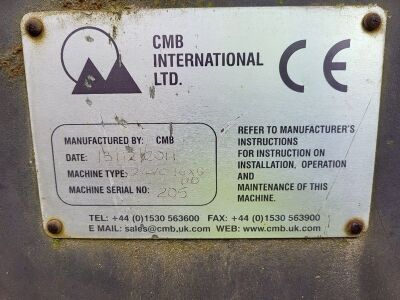 CMB
INTERNATIONAL
LTD.
CE
MANUFACTURED BY: CMB
DATE:
MACHINE TYPE:
MACHINE SERIAL NO: 205
REFER TO MANUFACTURER'S
INSTRUCTIONS
FOR INSTRUCTION ON
INSTALLATION, OPERATION
AND
MAINTENANCE OF THIS
MACHINE.
TEL: +44 (0)1530 563600 FAX: +44 (0)1530 563900
E MAIL: sales@cmb.uk.com WEB: www.cmb.uk.com